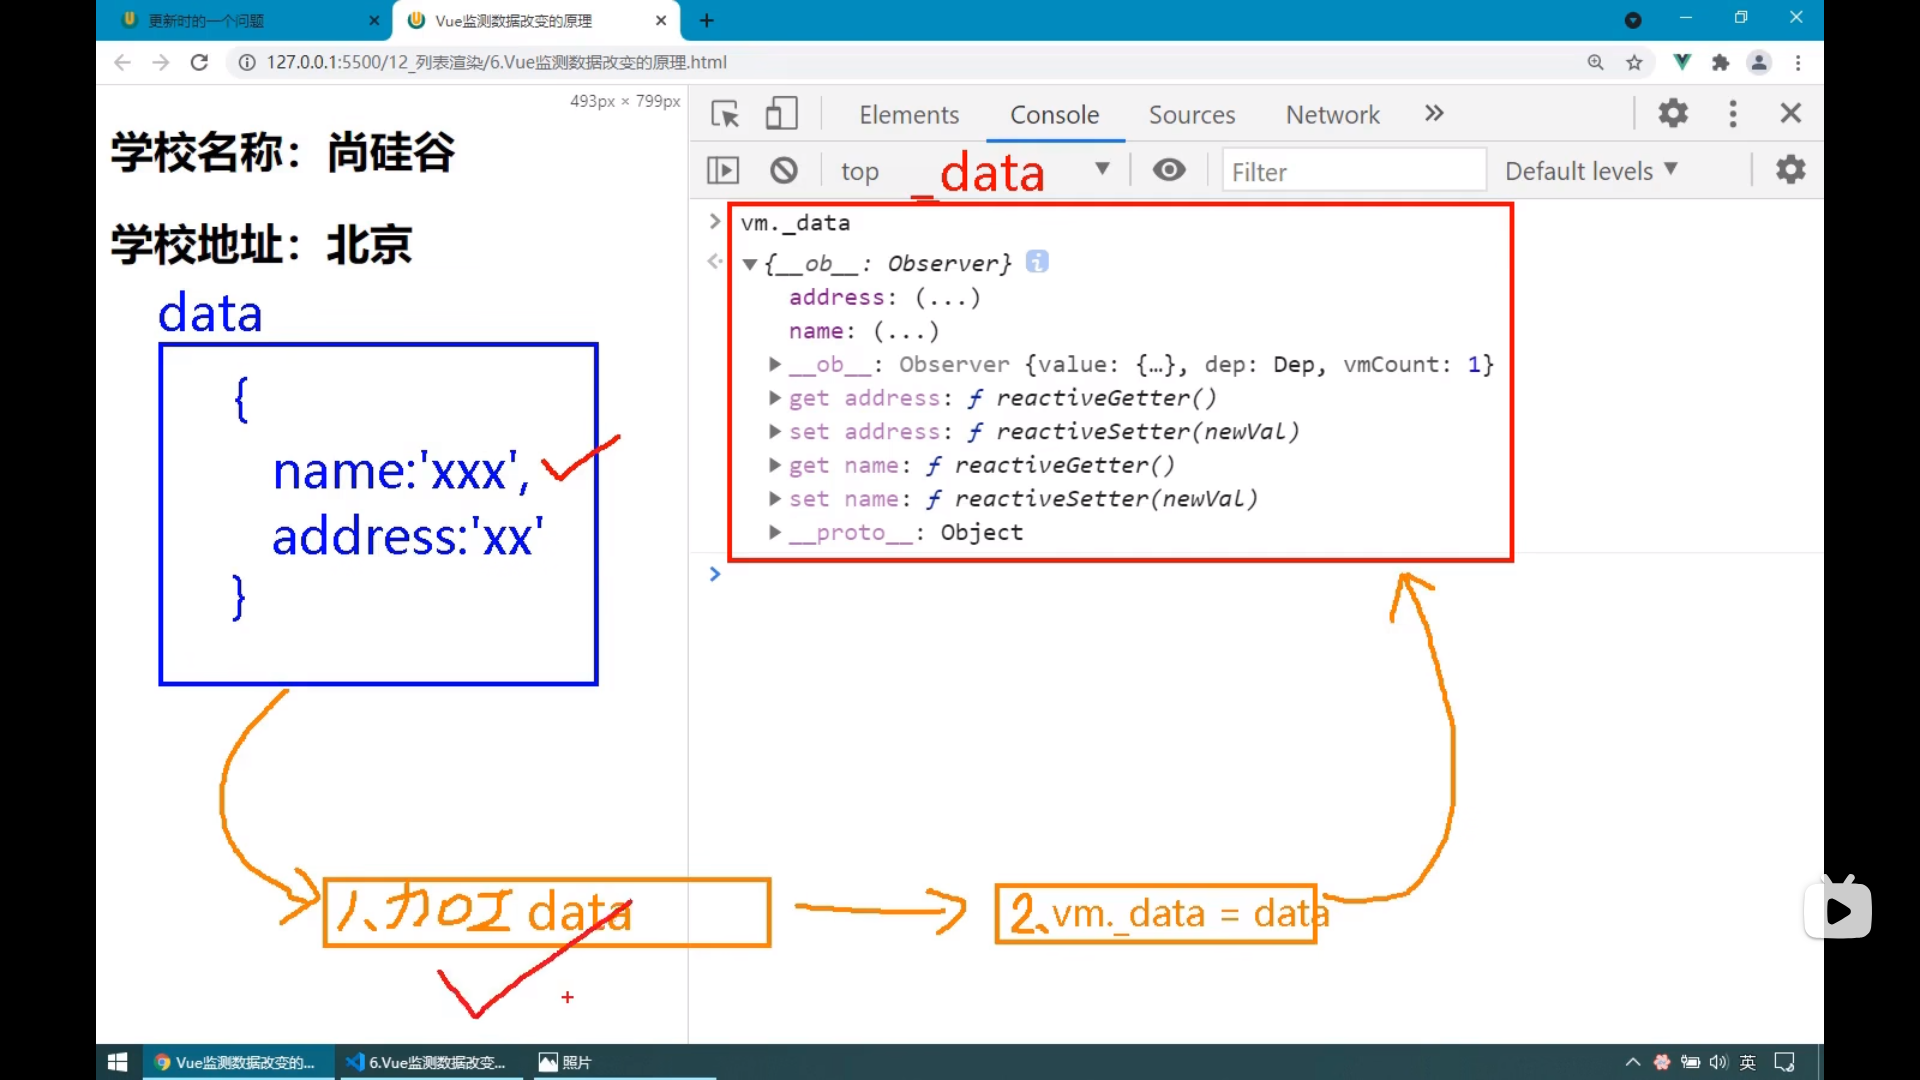 更新时的一个问题
Vue监测数据改变的原理
127.0.0.1:5500/12_列表渲染/6.Vue监测数据改变的原理.html
493px × 799px
学校名称：尚硅谷
学校地址：北京
data
{
name:'xxx',
address:'xx'
}
Elements Console Sources Network
top
_data
Filter
Default levels
vm._data
{__ob__: Observer}
address: (...)
name: (...)
__ob__: Observer {value: {…}, dep: Dep, vmCount: 1}
get address: ƒ reactiveGetter()
set address: ƒ reactiveSetter(newVal)
get name: ƒ reactiveGetter()
set name: ƒ reactiveSetter(newVal)
__proto__: Object
1、加工 data
2、vm._data = data
Vue监测数据改变的...
6.Vue监测数据改变...
照片
英